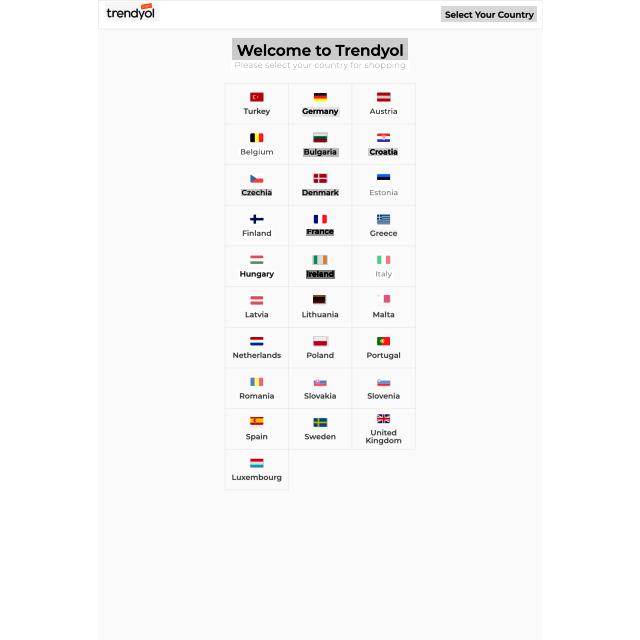 trendyol
Select Your Country
Welcome to Trendyol
Please select your country for shopping
Turkey
Germany
Austria
Belgium
Bulgaria
Croatia
Czechia
Denmark
Estonia
Finland
France
Greece
Hungary
Ireland
Italy
Latvia
Lithuania
Malta
Netherlands
Poland
Portugal
Romania
Slovakia
Slovenia
Spain
Sweden
United
Kingdom
Luxembourg